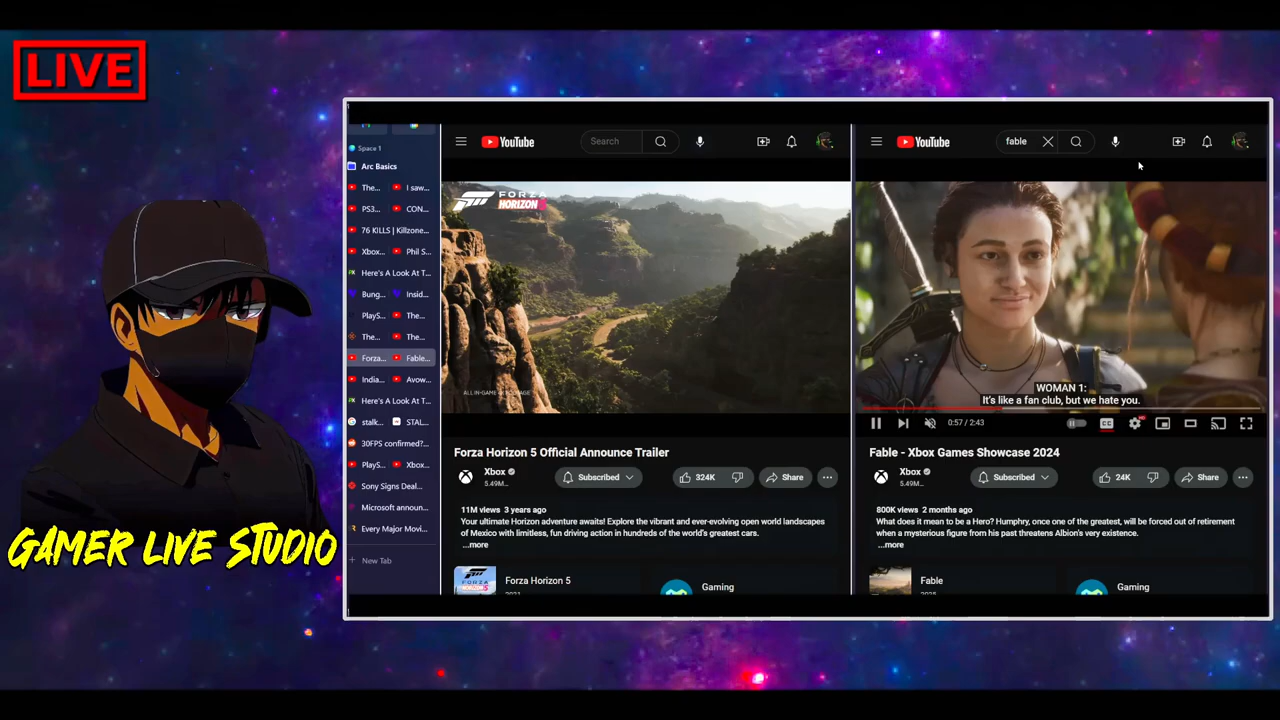 LIVE
GAMER LIVE STUDIO
Space 1
Arc Basics
The... I saw...
PS3... CON...
76 KILLS | Killzone...
Xbox... Phil S...
Here's A Look At T...
Bung... Insid...
PlayS... The...
The... The...
Forza... Fable...
India... Avow...
Here's A Look At T...
stalk... STAL...
30FPS confirmed?...
PlayS... Xbox...
Sony Signs Deal...
Microsoft announ...
Every Major Movi...
New Tab
YouTube
Search
FORZA
HORIZON 5
ALL IN-GAME 4K FOOTAGE
Forza Horizon 5 Official Announce Trailer
Xbox
5.49M...
Subscribed
324K
Share
11M views 3 years ago
Your ultimate Horizon adventure awaits! Explore the vibrant and ever-evolving open world landscapes
of Mexico with limitless, fun driving action in hundreds of the world's greatest cars.
...more
Forza Horizon 5
Gaming
YouTube
fable
WOMAN 1:
It's like a fan club, but we hate you.
0:57 / 2:43
CC
HD
Fable - Xbox Games Showcase 2024
Xbox
5.49M...
Subscribed
24K
Share
800K views 2 months ago
What does it mean to be a Hero? Humphry, once one of the greatest, will be forced out of retirement
when a mysterious figure from his past threatens Albion's very existence.
...more
Fable
Gaming